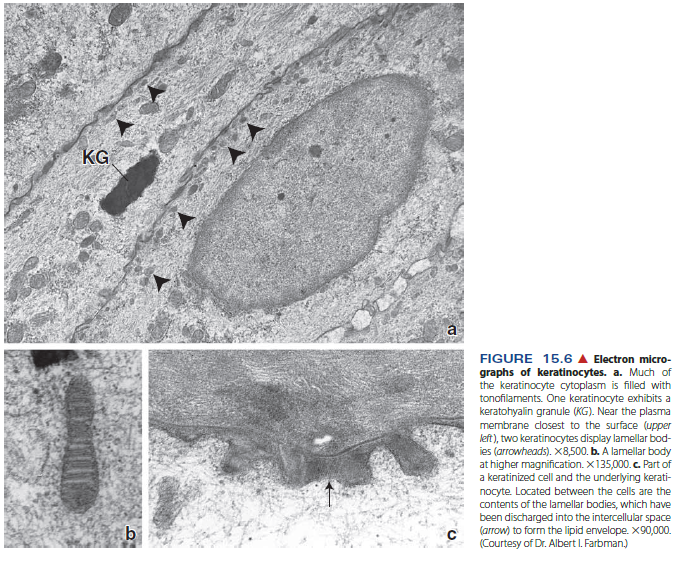 KG
a
b
c
FIGURE 15.6 ▲ Electron micro-
graphs of keratinocytes. a. Much of
the keratinocyte cytoplasm is filled with
tonofilaments. One keratinocyte exhibits a
keratohyalin granule (KG). Near the plasma
membrane closest to the surface (upper
left), two keratinocytes display lamellar bod-
ies (arrowheads). ×8,500. b. A lamellar body
at higher magnification. ×135,000. c. Part of
a keratinized cell and the underlying kerati-
nocyte. Located between the cells are the
contents of the lamellar bodies, which have
been discharged into the intercellular space
(arrow) to form the lipid envelope. ×90,000.
(Courtesy of Dr. Albert I. Farbman.)